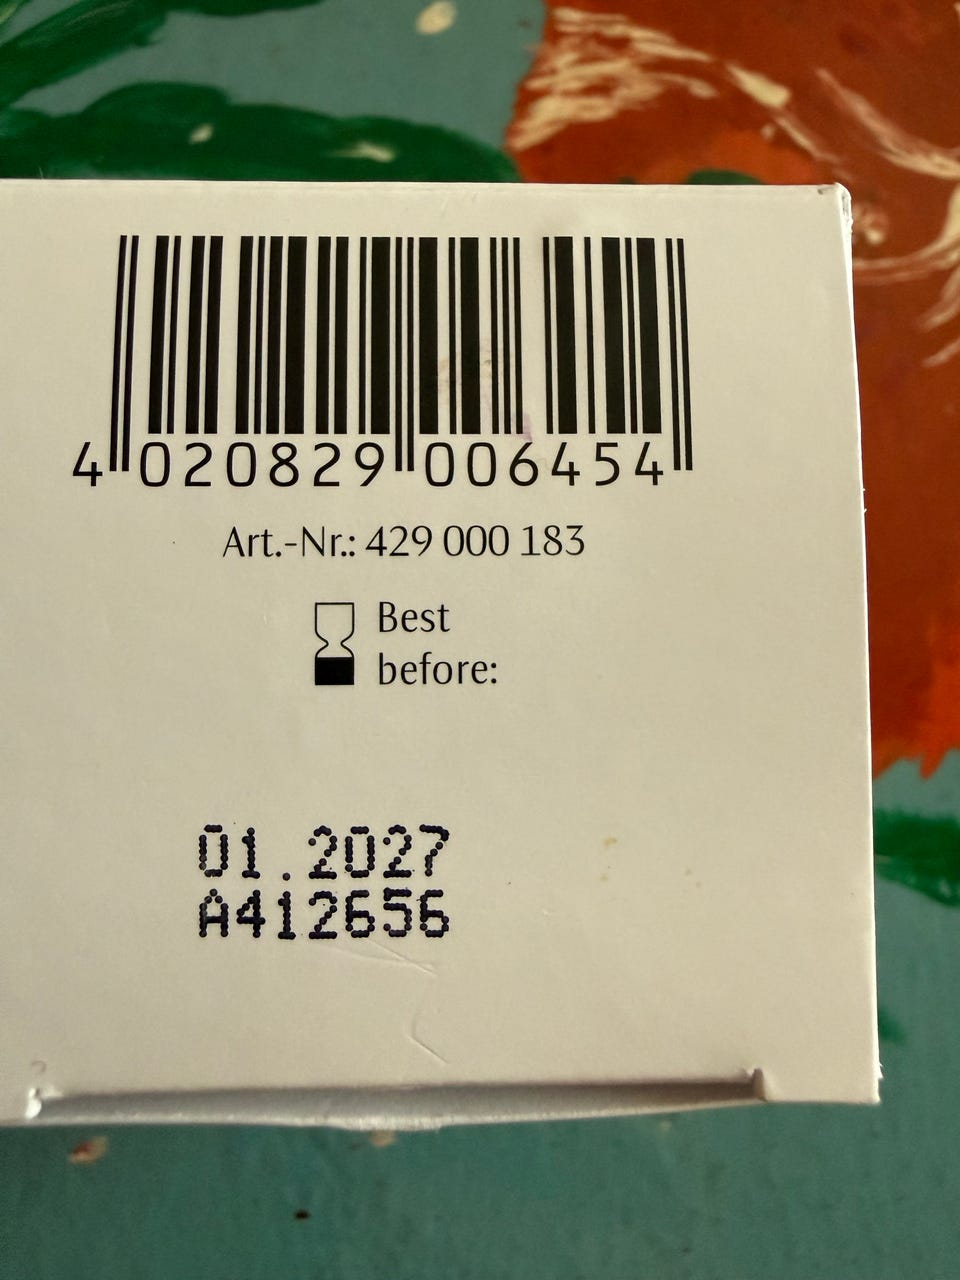 4 020829 006454
Art.-Nr.: 429 000 183
Best
before:
01.2027
A412656